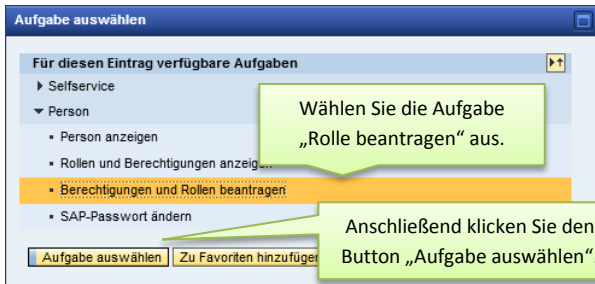 Aufgabe auswählen
Für diesen Eintrag verfügbare Aufgaben
Selfservice
Person
Person anzeigen
Rollen und Berechtigungen anzeigen
Berechtigungen und Rollen beantragen
SAP-Passwort ändern
Aufgabe auswählen Zu Favoriten hinzufügen
Wählen Sie die Aufgabe
„Rolle beantragen“ aus.
Anschließend klicken Sie den
Button „Aufgabe auswählen“.